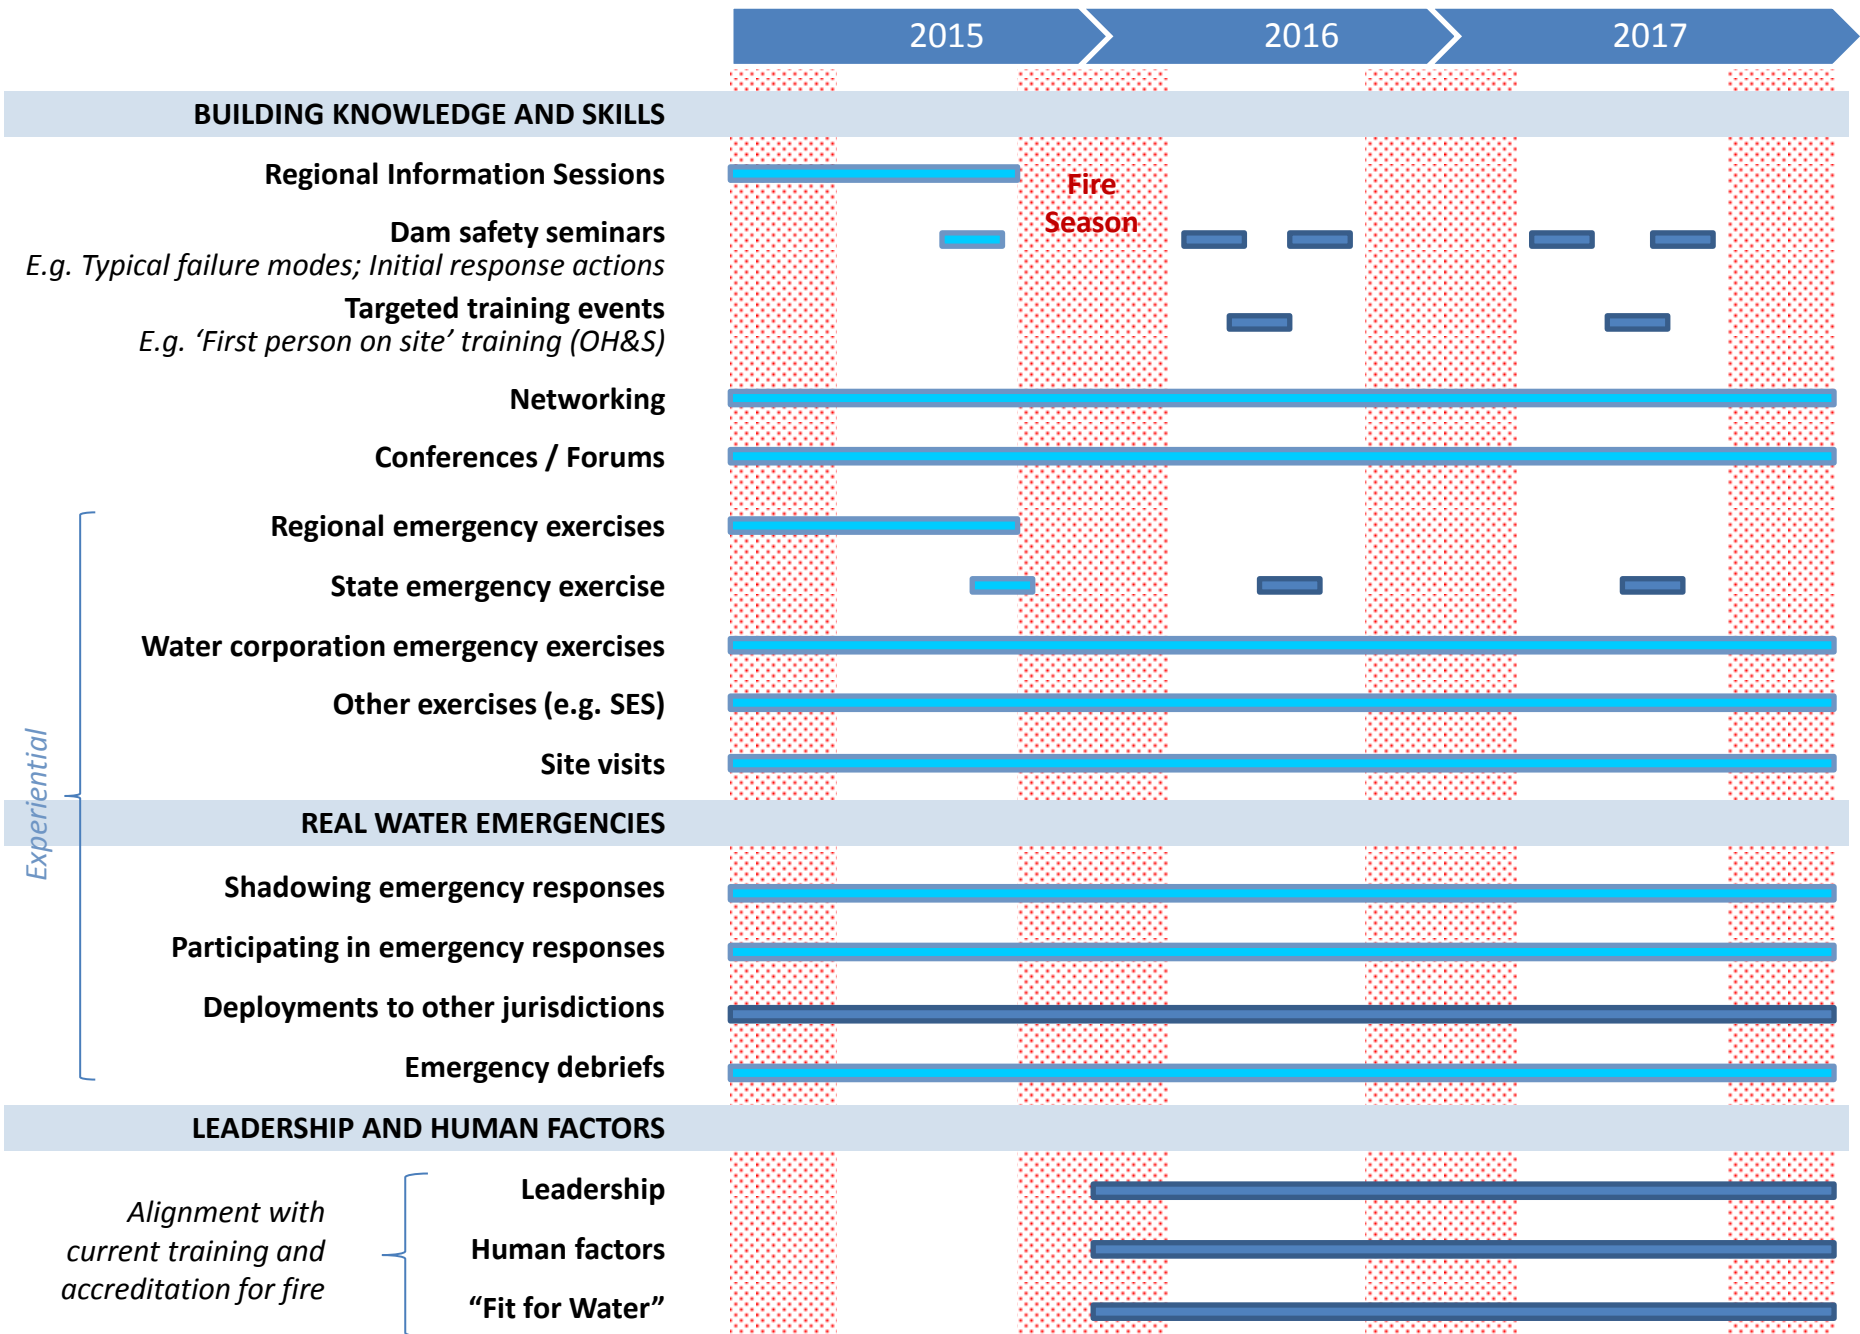 2015
2016
2017
BUILDING KNOWLEDGE AND SKILLS
Regional Information Sessions
Fire
Season
Dam safety seminars
E.g. Typical failure modes; Initial response actions
Targeted training events
E.g. ‘First person on site’ training (OH&S)
Networking
Conferences / Forums
Regional emergency exercises
State emergency exercise
Water corporation emergency exercises
Other exercises (e.g. SES)
Site visits
Experiential
REAL WATER EMERGENCIES
Shadowing emergency responses
Participating in emergency responses
Deployments to other jurisdictions
Emergency debriefs
LEADERSHIP AND HUMAN FACTORS
Alignment with
current training and
accreditation for fire
Leadership
Human factors
“Fit for Water”